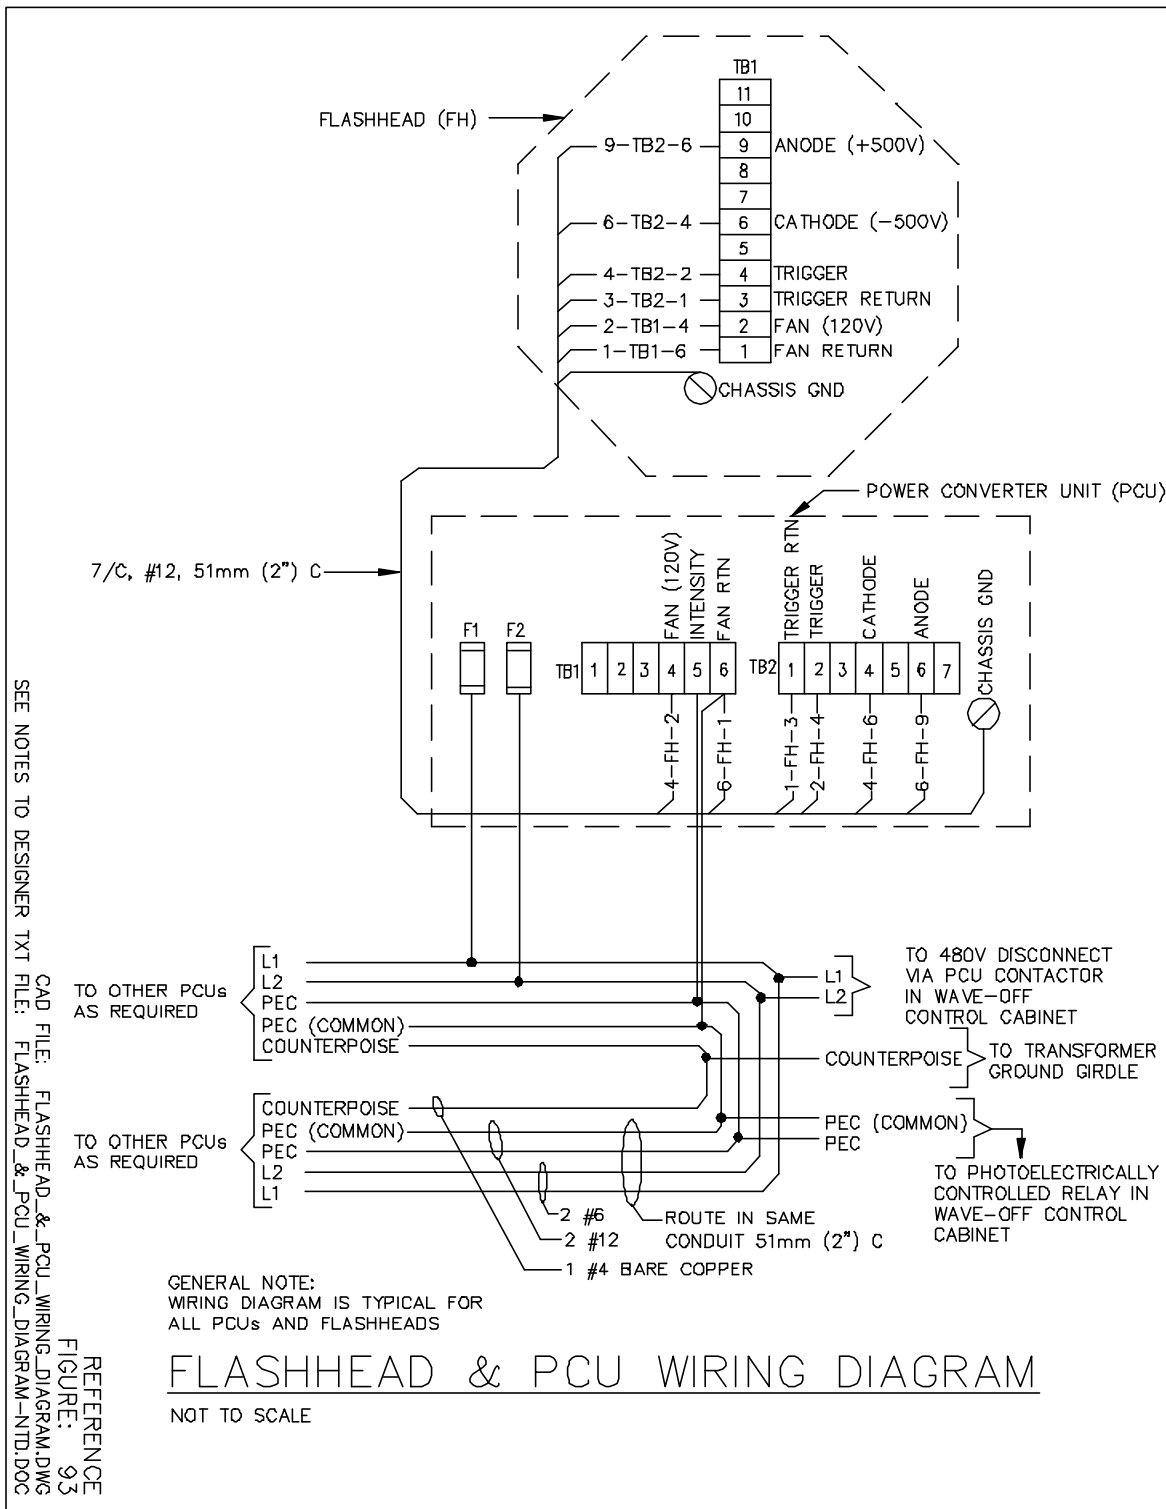 TB1
11
10
FLASHHEAD (FH)
9-TB2-6 9 ANODE (+500V)
8
7
6-TB2-4 6 CATHODE (-500V)
5
4-TB2-2 4 TRIGGER
3-TB2-1 3 TRIGGER RETURN
2-TB1-4 2 FAN (120V)
1-TB1-6 1 FAN RETURN
CHASSIS GND
POWER CONVERTER UNIT (PCU)
7/C, #12, 51mm (2") C
F1 F2
FAN (120V)
INTENSITY
FAN RTN
TRIGGER RTN
TRIGGER
CATHODE
ANODE
CHASSIS GND
TB1 1 2 3 4 5 6
TB2 1 2 3 4 5 6 7
4-FH-2
6-FH-1
1-FH-3
2-FH-4
4-FH-6
6-FH-9
TO OTHER PCUs
AS REQUIRED
L1
L2
PEC
PEC (COMMON)
COUNTERPOISE
TO OTHER PCUs
AS REQUIRED
COUNTERPOISE
PEC (COMMON)
PEC
L2
L1
L1
L2
TO 480V DISCONNECT
VIA PCU CONTACTOR
IN WAVE-OFF
CONTROL CABINET
COUNTERPOISE
TO TRANSFORMER
GROUND GIRDLE
PEC (COMMON)
PEC
TO PHOTOELECTRICALLY
CONTROLLED RELAY IN
WAVE-OFF CONTROL
CABINET
2 #6
2 #12
1 #4 BARE COPPER
ROUTE IN SAME
CONDUIT 51mm (2") C
GENERAL NOTE:
WIRING DIAGRAM IS TYPICAL FOR
ALL PCUs AND FLASHHEADS
FLASHHEAD & PCU WIRING DIAGRAM
NOT TO SCALE
REFERENCE
FIGURE: 93
CAD FILE: FLASHHEAD_&_PCU_WIRING_DIAGRAM.DWG
SEE NOTES TO DESIGNER TXT FILE: FLASHHEAD_&_PCU_WIRING_DIAGRAM-NTD.DOC